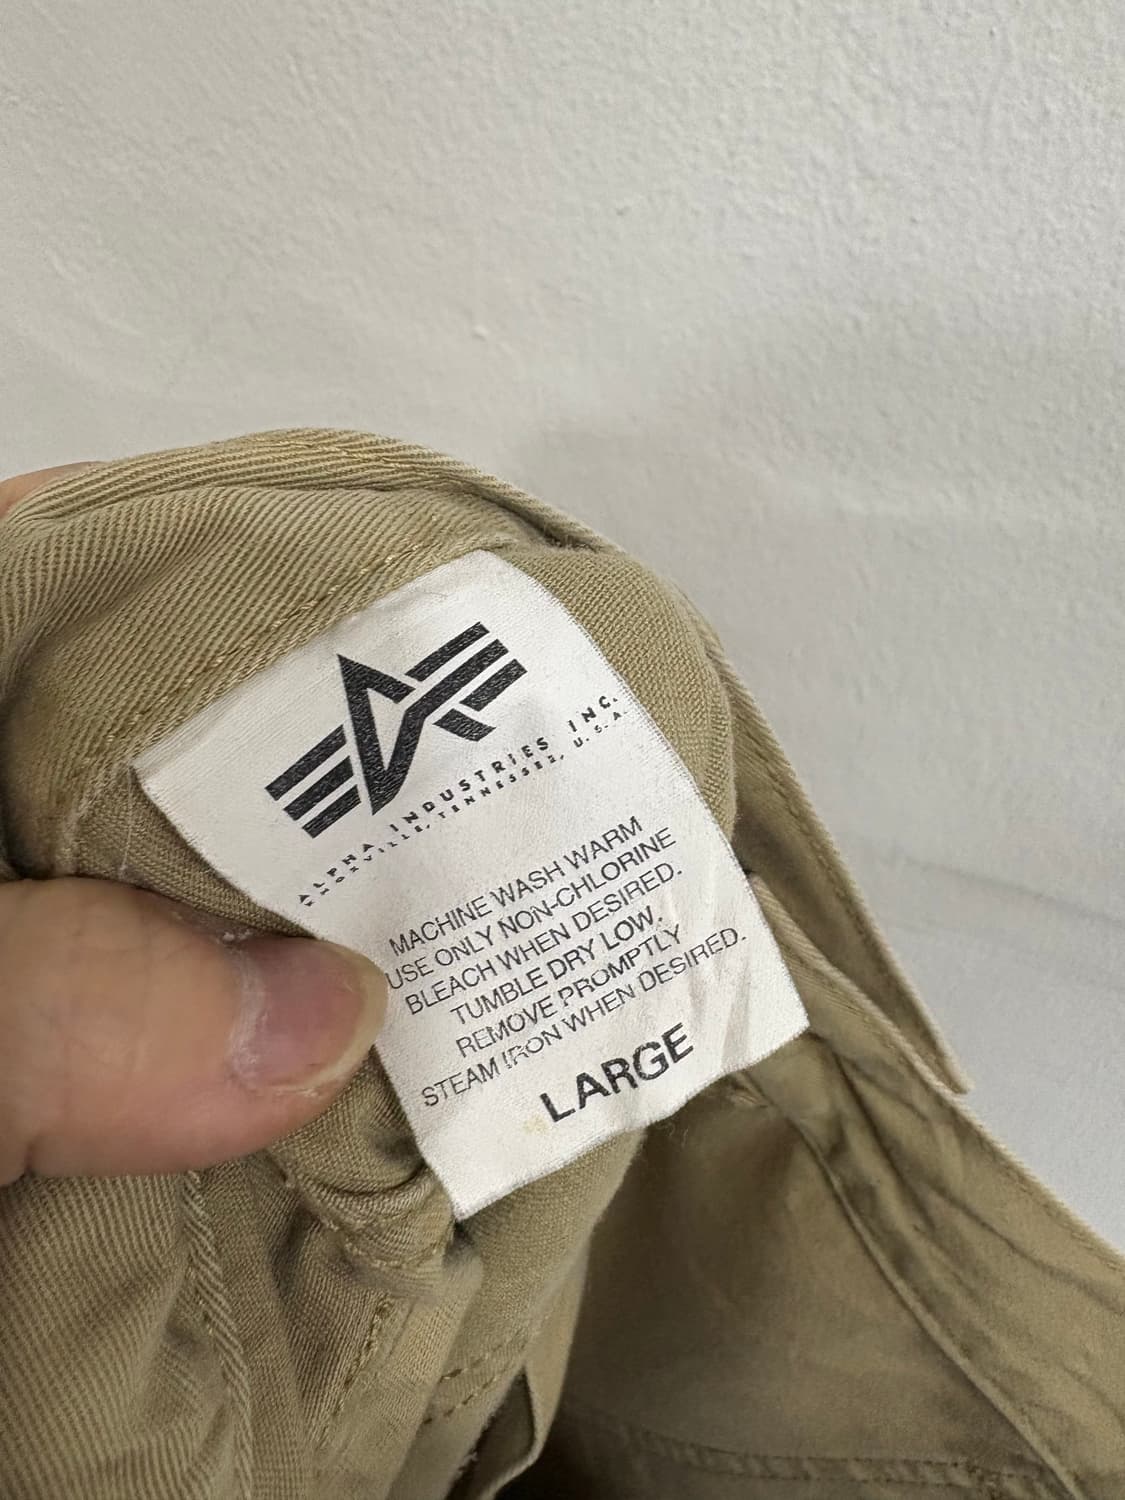 ALPHA INDUSTRIES INC.
KNOXVILLE, TENNESSEE, U.S.A.
MACHINE WASH WARM
USE ONLY NON-CHLORINE
BLEACH WHEN DESIRED.
TUMBLE DRY LOW.
REMOVE PROMPTLY
STEAM IRON WHEN DESIRED.
LARGE